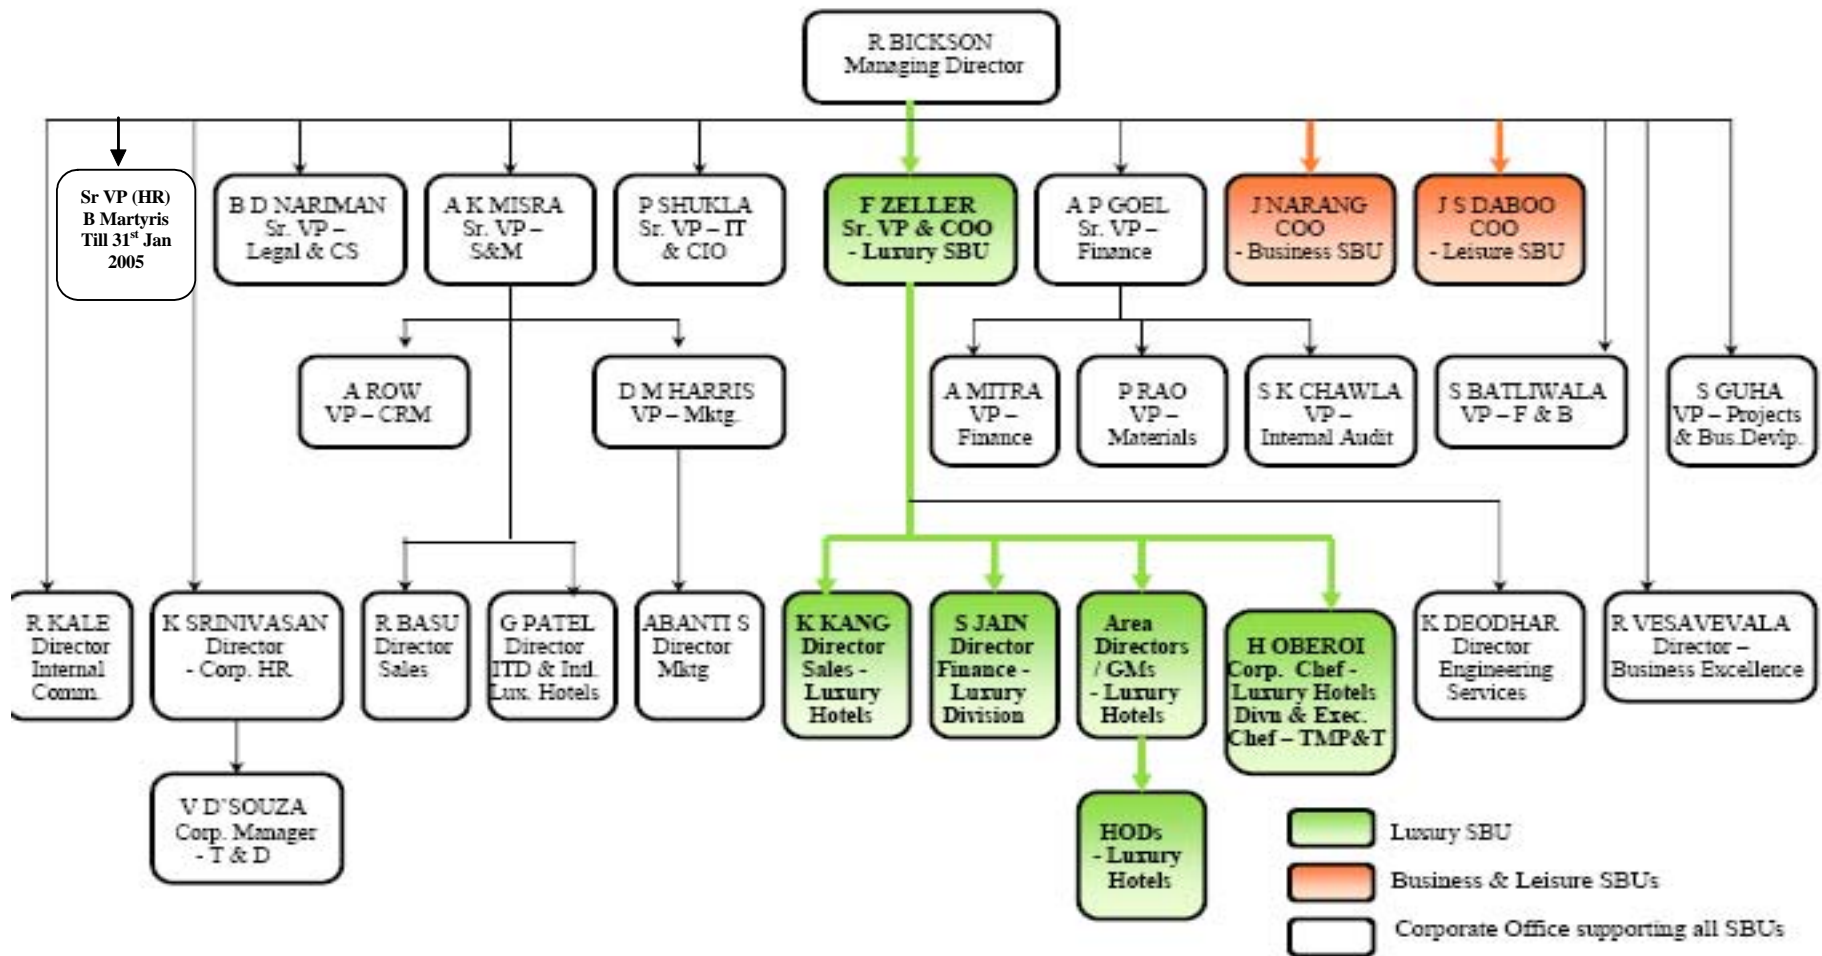 R BICKSON
Managing Director
Sr VP (HR)
B Martyris
Till 31st Jan
2005
B D NARIMAN
Sr. VP –
Legal & CS
A K MISRA
Sr. VP –
S&M
P SHUKLA
Sr. VP – IT
& CIO
F ZELLER
Sr. VP & COO
- Luxury SBU
A P GOEL
Sr. VP –
Finance
J NARANG
COO
- Business SBU
J S DABOO
COO
- Leisure SBU
A ROW
VP – CRM
D M HARRIS
VP – Mktg.
A MITRA
VP –
Finance
P RAO
VP –
Materials
S K CHAWLA
VP –
Internal Audit
S BATLIWALA
VP – F & B
S GUHA
VP – Projects
& Bus.Devlp.
R KALE
Director
Internal
Comm.
K SRINIVASAN
Director
- Corp. HR
R BASU
Director
Sales
G PATEL
Director
ITD & Intl.
Lux. Hotels
ABANTI S
Director
Mktg
K KANG
Director
Sales -
Luxury
Hotels
S JAIN
Director
Finance -
Luxury
Division
Area
Directors
/ GMs
- Luxury
Hotels
H OBEROI
Corp. Chef -
Luxury Hotels
Divn & Exec.
Chef – TMP&T
K DEODHAR
Director
Engineering
Services
R VESAVEVALA
Director –
Business Excellence
V D'SOUZA
Corp. Manager
- T & D
HODs
- Luxury
Hotels
Luxury SBU
Business & Leisure SBUs
Corporate Office supporting all SBUs